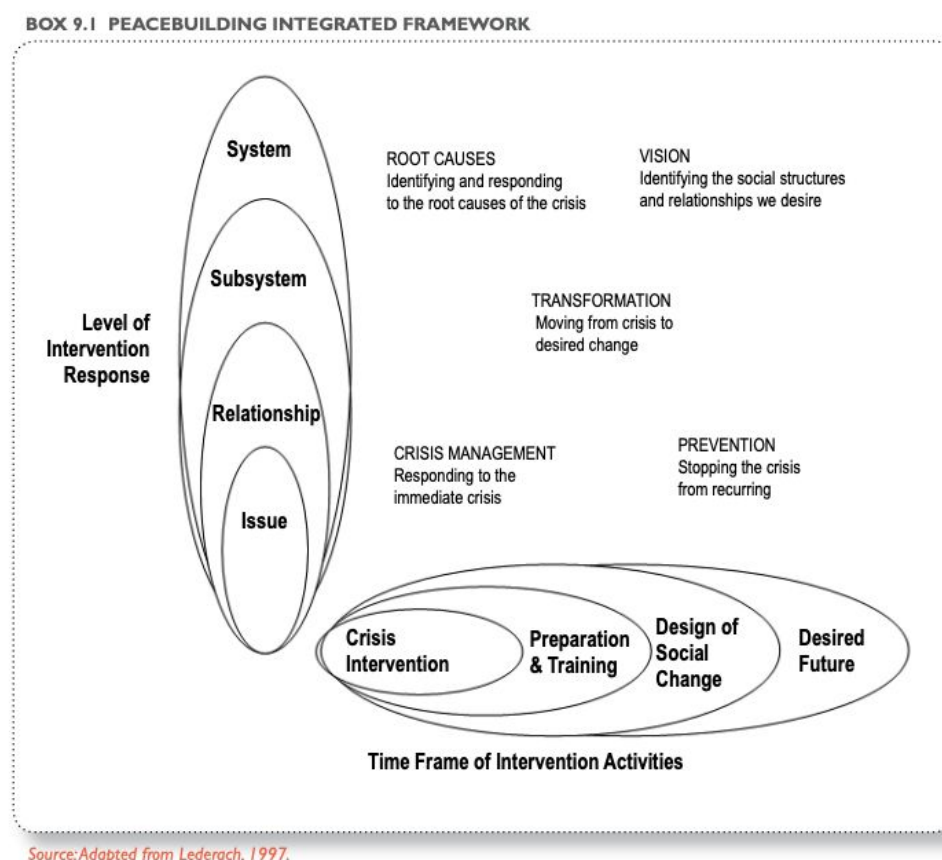 BOX 9.1 PEACEBUILDING INTEGRATED FRAMEWORK
System
ROOT CAUSES
Identifying and responding
to the root causes of the crisis
VISION
Identifying the social structures
and relationships we desire
Subsystem
TRANSFORMATION
Moving from crisis to
desired change
Level of
Intervention
Response
Relationship
CRISIS MANAGEMENT
Responding to the
immediate crisis
PREVENTION
Stopping the crisis
from recurring
Issue
Crisis
Intervention
Preparation
& Training
Design of
Social
Change
Desired
Future
Time Frame of Intervention Activities
Source:Adapted from Lederach, 1997.